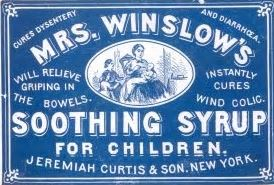 CURES DYSENTERY AND DIARRHŒA.
MRS. WINSLOW'S
WILL RELIEVE INSTANTLY
GRIPING IN CURES
THE BOWELS. WIND COLIC.
SOOTHING SYRUP
FOR CHILDREN.
JEREMIAH CURTIS & SON. NEW YORK.